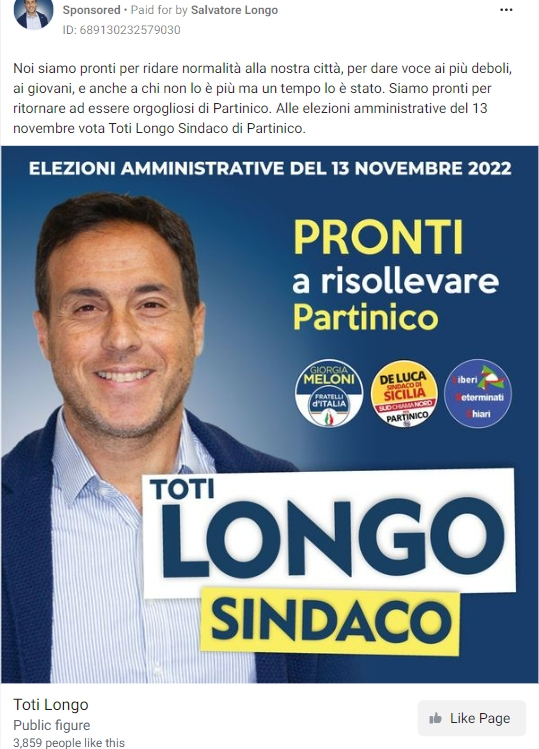 Sponsored • Paid for by Salvatore Longo
ID: 689130232579030
Noi siamo pronti per ridare normalità alla nostra città, per dare voce ai più deboli,
ai giovani, e anche a chi non lo è più ma un tempo lo è stato. Siamo pronti per
ritornare ad essere orgogliosi di Partinico. Alle elezioni amministrative del 13
novembre vota Toti Longo Sindaco di Partinico.
ELEZIONI AMMINISTRATIVE DEL 13 NOVEMBRE 2022
PRONTI
a risollevare
Partinico
GIORGIA
MELONI
FRATELLI
d'ITALIA
DE LUCA
SINDACO DI
SICILIA
SUD CHIAMA NORD
PARTINICO
Liberi
Determinati
Chiari
TOTI
LONGO
SINDACO
Toti Longo
Public figure
3,859 people like this
Like Page